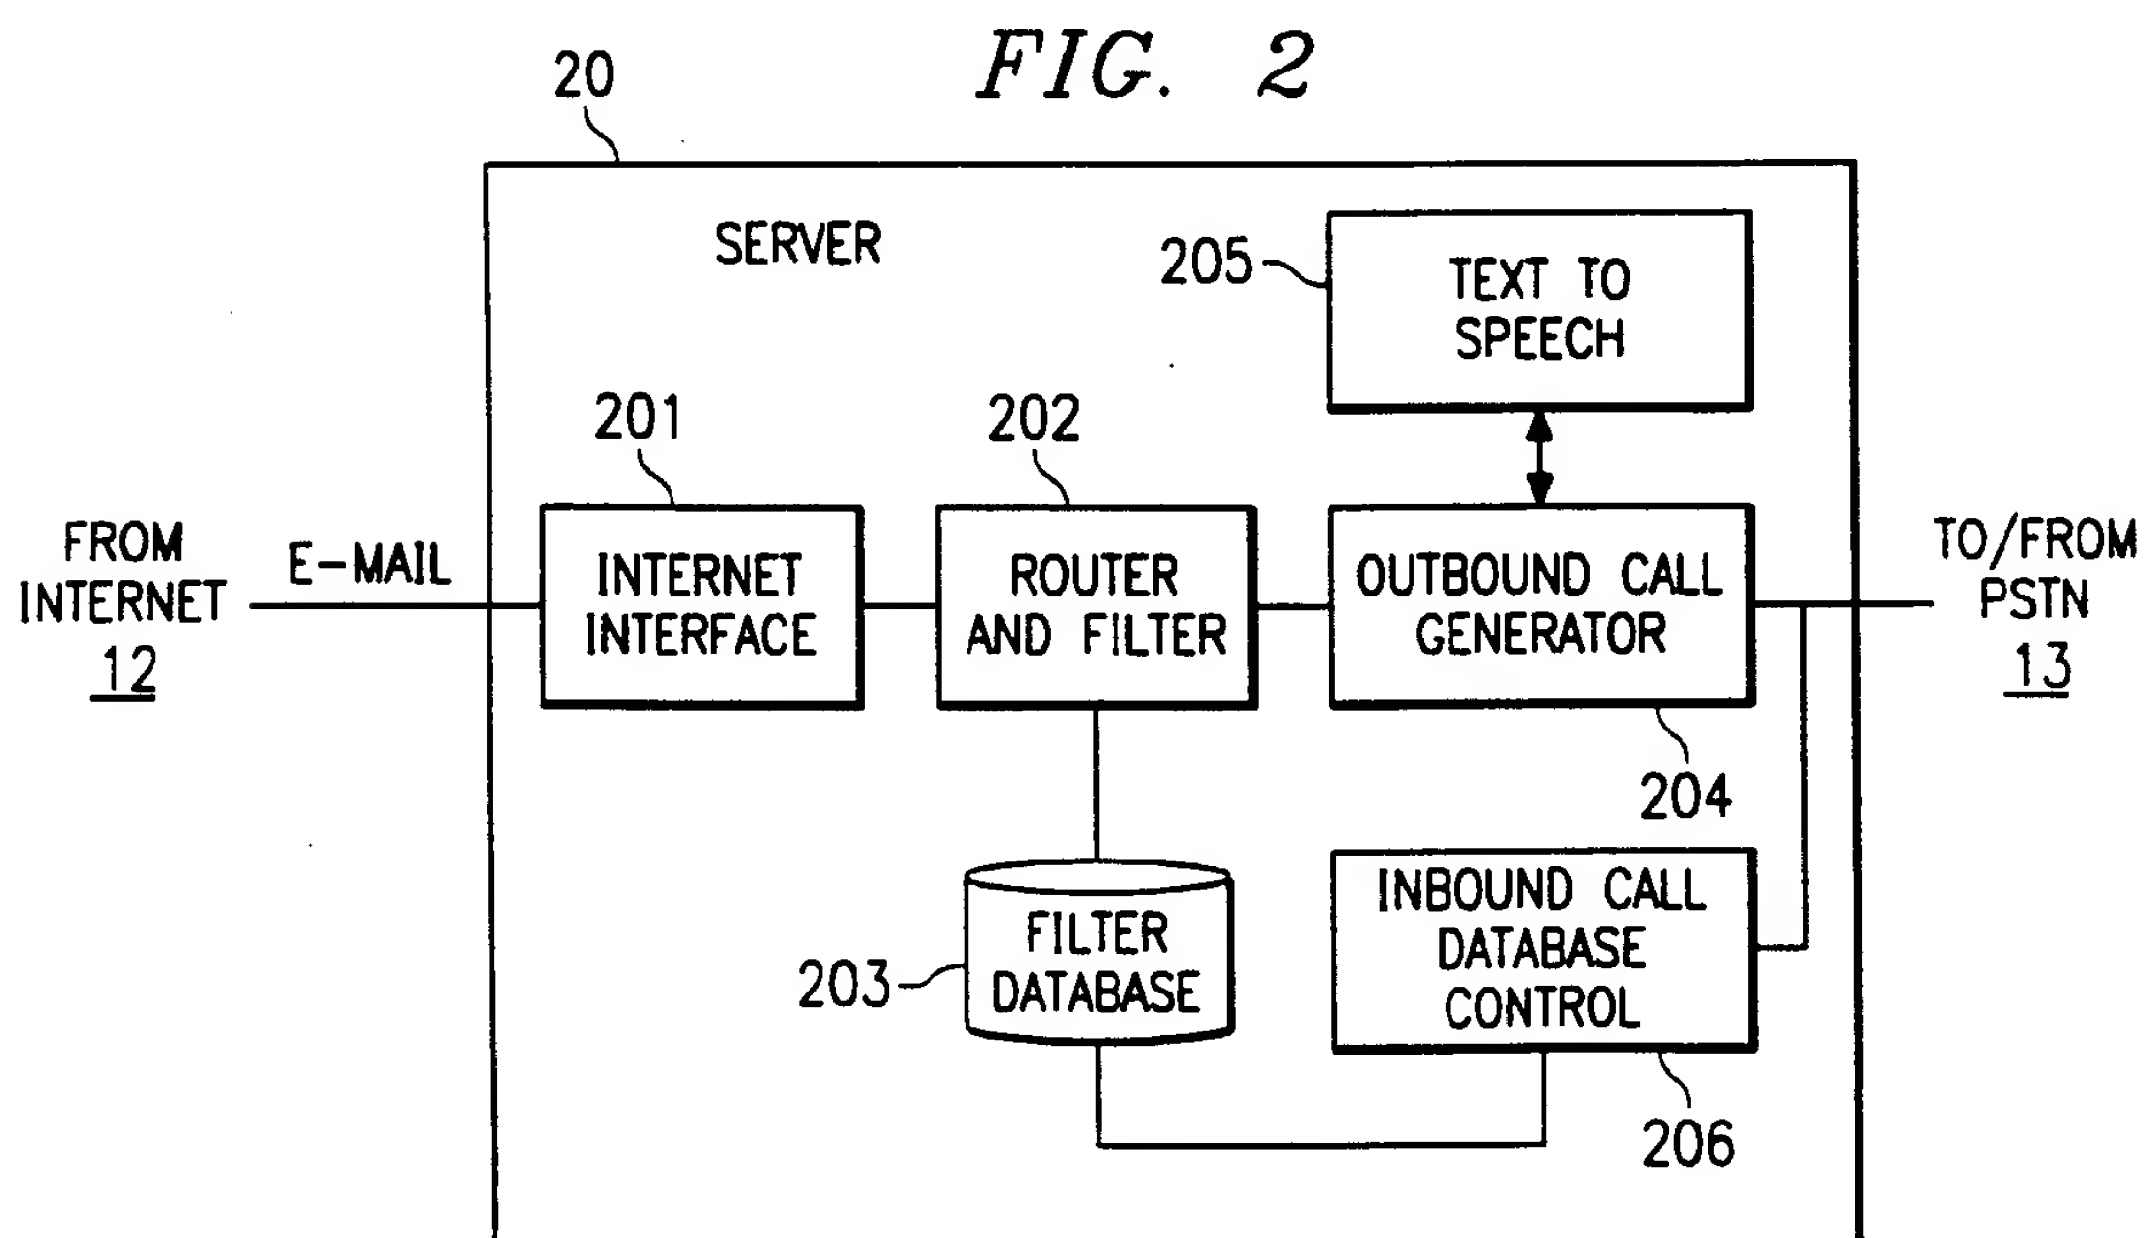 FIG. 2
20
SERVER
205
TEXT TO
SPEECH
201
202
FROM
INTERNET
12
E-MAIL
INTERNET
INTERFACE
ROUTER
AND FILTER
OUTBOUND CALL
GENERATOR
TO/FROM
PSTN
13
204
203
FILTER
DATABASE
INBOUND CALL
DATABASE
CONTROL
206